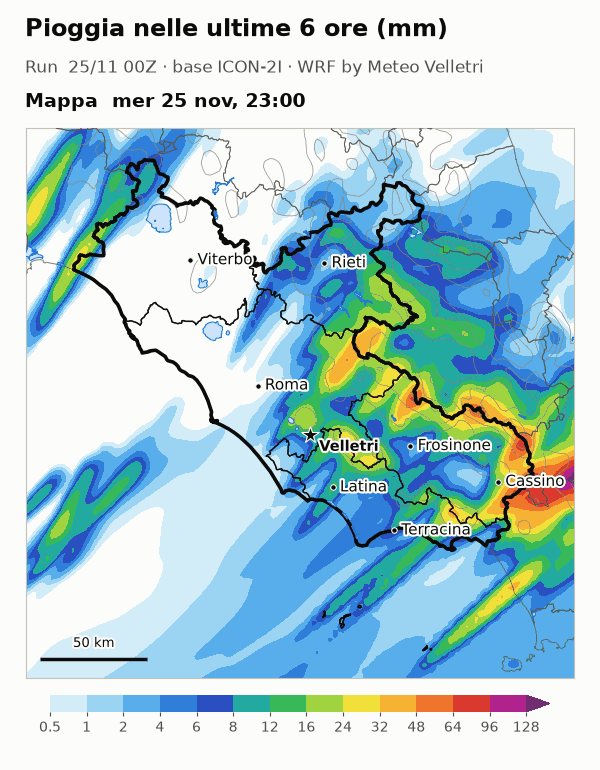 Pioggia nelle ultime 6 ore (mm)
Run 25/11 00Z · base ICON-2I · WRF by Meteo Velletri
Mappa mer 25 nov, 23:00
Viterbo
Rieti
Roma
Velletri
Frosinone
Cassino
Latina
Terracina
50 km
0.5 1 2 4 6 8 12 16 24 32 48 64 96 128